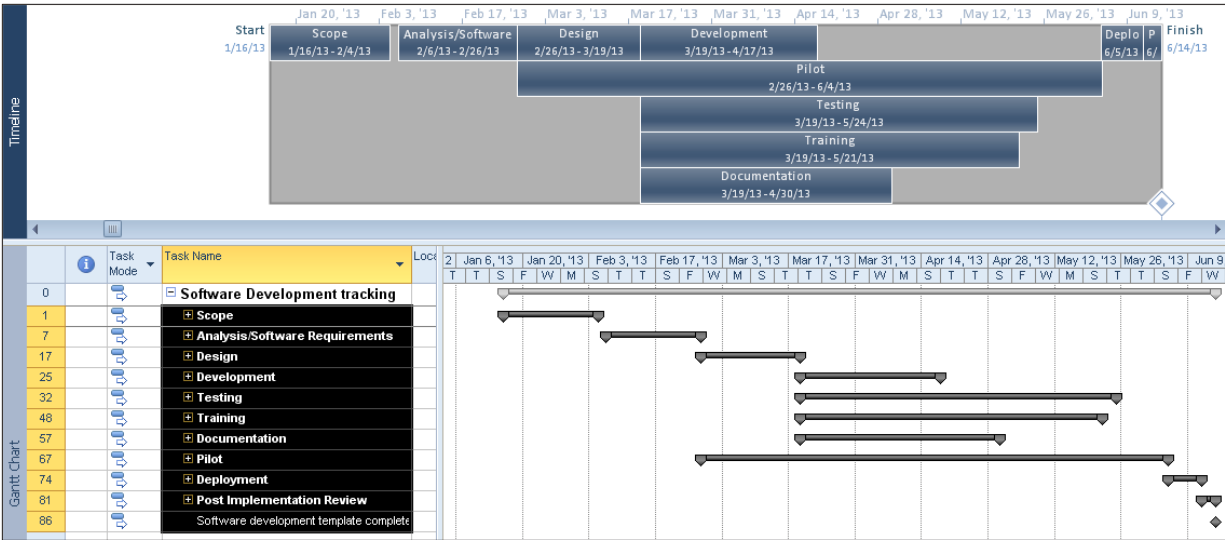 Jan 20, '13 Feb 3, '13 Feb 17, '13 Mar 3, '13 Mar 17, '13 Mar 31, '13 Apr 14, '13 Apr 28, '13 May 12, '13 May 26, '13 Jun 9, '13
Start
1/16/13
Scope
1/16/13 - 2/4/13
Analysis/Software
2/6/13 - 2/26/13
Design
2/26/13 - 3/19/13
Development
3/19/13 - 4/17/13
Deplo
6/5/13
P
6/
Finish
6/14/13
Pilot
2/26/13 - 6/4/13
Testing
3/19/13 - 5/24/13
Training
3/19/13 - 5/21/13
Documentation
3/19/13 - 4/30/13
Timeline
Task Mode Task Name Loca
2 Jan 6, '13 Jan 20, '13 Feb 3, '13 Feb 17, '13 Mar 3, '13 Mar 17, '13 Mar 31, '13 Apr 14, '13 Apr 28, '13 May 12, '13 May 26, '13 Jun 9
T T S F W M S T T S F W M S T T S F W M S T T S F W M S T T S F W
0 Software Development tracking
1 Scope
7 Analysis/Software Requirements
17 Design
25 Development
32 Testing
48 Training
57 Documentation
67 Pilot
74 Deployment
81 Post Implementation Review
86 Software development template complete
Gantt Chart